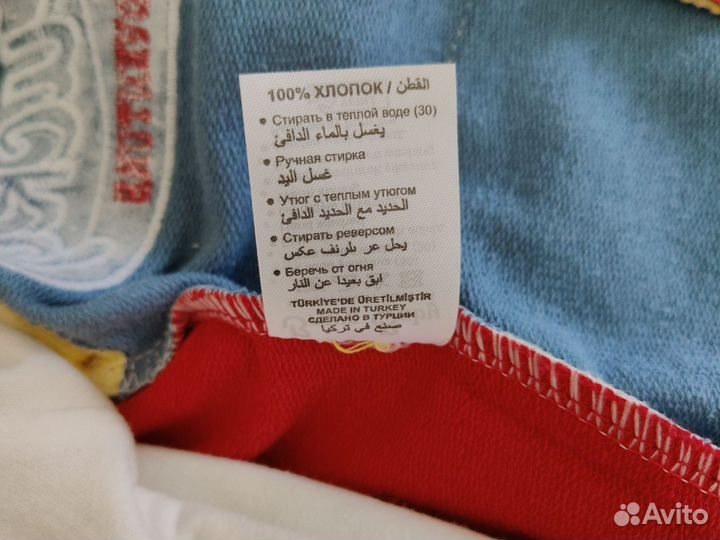 100% ХЛОПОК / القطن
• Стирать в теплой воде (30)
يغسل بالماء الدافئ
• Ручная стирка
غسل اليد
• Утюг с теплым утюгом
الحديد مع الحديد الدافئ
• Стирать реверсом
يحل عر بلرنف عكس
• Беречь от огня
ابق بعيدا عن النار
TÜRKİYE'DE ÜRETİLMİŞTİR
MADE IN TURKEY
СДЕЛАНО В ТУРЦИИ
صنع في تركيا
Avito